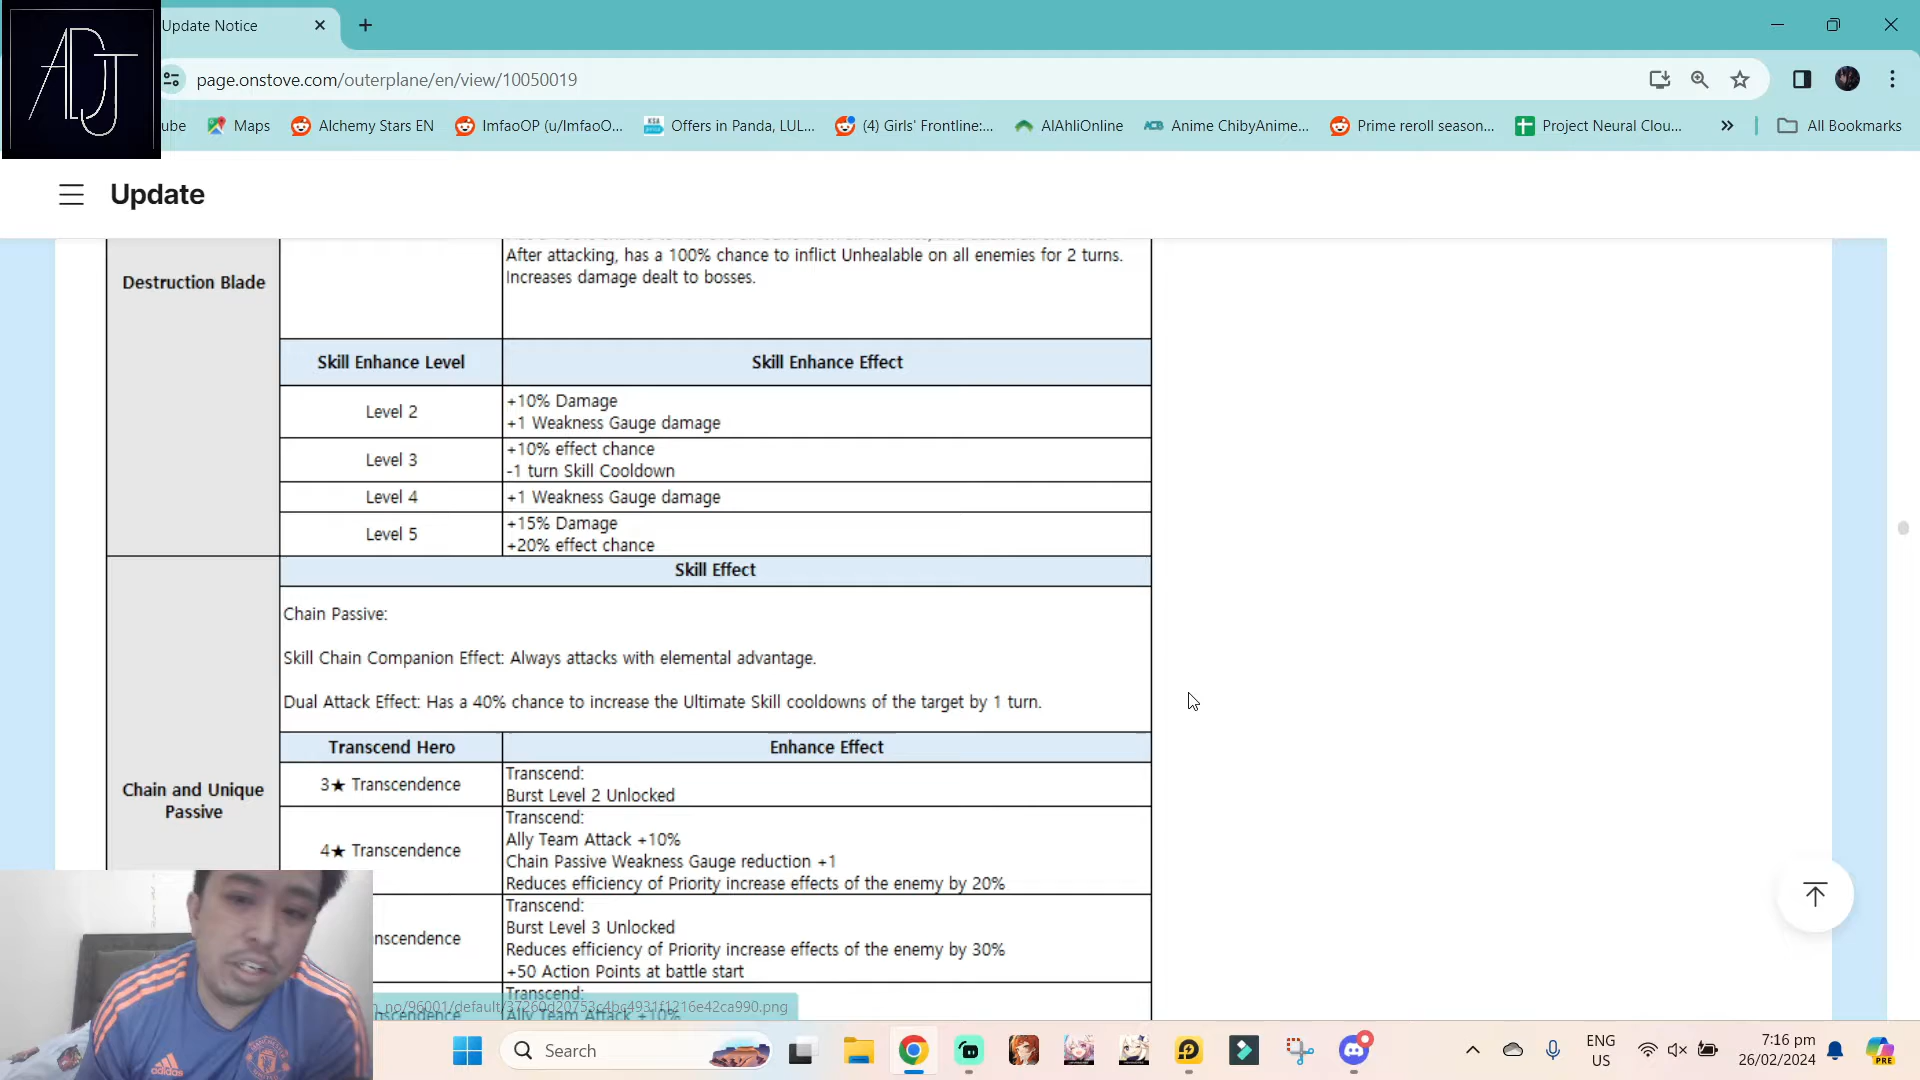 ADJ
Update Notice
page.onstove.com/outerplane/en/view/10050019
ube
Maps
Alchemy Stars EN
lmfaoOP (u/lmfaoO...
Offers in Panda, LUL...
(4) Girls' Frontline:...
AlAhliOnline
Anime ChibyAnime...
Prime reroll season...
Project Neural Clou...
All Bookmarks
Update
Destruction Blade
After attacking, has a 100% chance to inflict Unhealable on all enemies for 2 turns.
Increases damage dealt to bosses.
Skill Enhance Level
Skill Enhance Effect
Level 2
+10% Damage
+1 Weakness Gauge damage
Level 3
+10% effect chance
-1 turn Skill Cooldown
Level 4
+1 Weakness Gauge damage
Level 5
+15% Damage
+20% effect chance
Skill Effect
Chain Passive:
Skill Chain Companion Effect: Always attacks with elemental advantage.
Dual Attack Effect: Has a 40% chance to increase the Ultimate Skill cooldowns of the target by 1 turn.
Chain and Unique
Passive
Transcend Hero
Enhance Effect
3★ Transcendence
Transcend:
Burst Level 2 Unlocked
4★ Transcendence
Transcend:
Ally Team Attack +10%
Chain Passive Weakness Gauge reduction +1
Reduces efficiency of Priority increase effects of the enemy by 20%
nscendence
Transcend:
Burst Level 3 Unlocked
Reduces efficiency of Priority increase effects of the enemy by 30%
+50 Action Points at battle start
Transcend:
Ally Team Attack +10%
Search
ENG
US
7:16 pm
26/02/2024
PRE